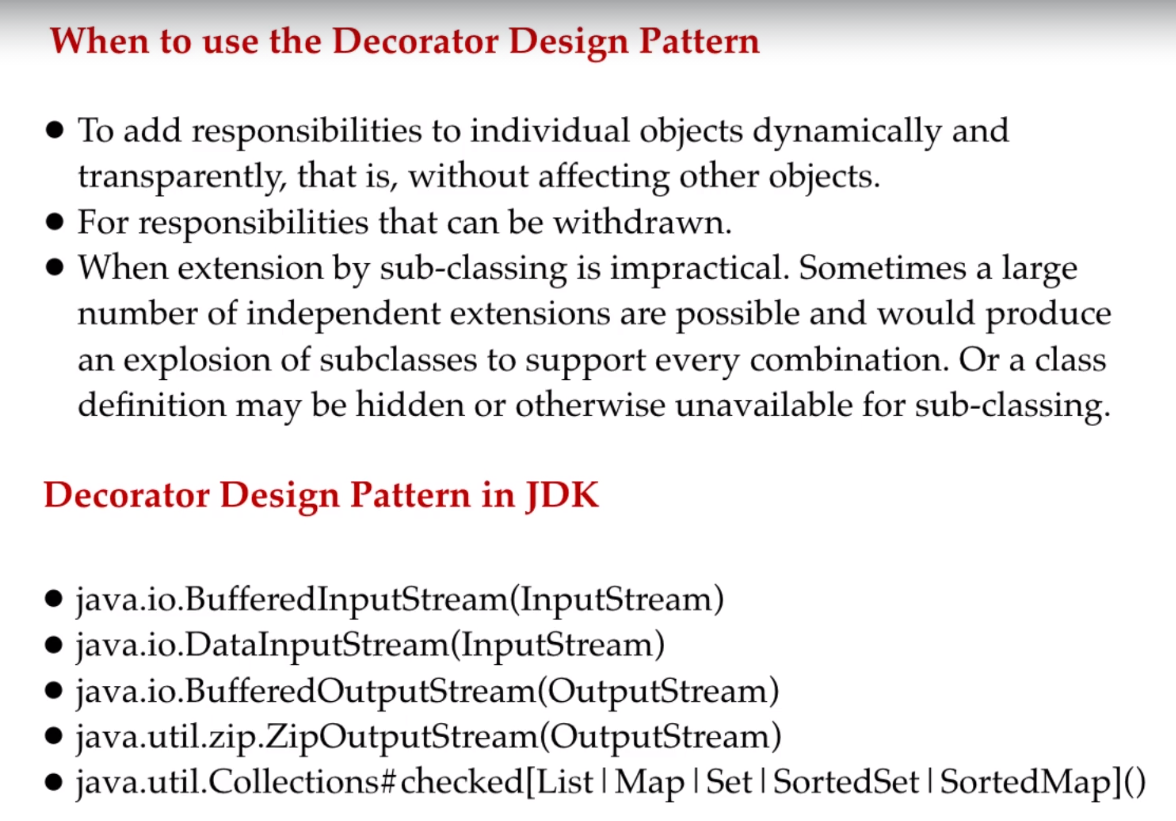 When to use the Decorator Design Pattern
● To add responsibilities to individual objects dynamically and
transparently, that is, without affecting other objects.
● For responsibilities that can be withdrawn.
● When extension by sub-classing is impractical. Sometimes a large
number of independent extensions are possible and would produce
an explosion of subclasses to support every combination. Or a class
definition may be hidden or otherwise unavailable for sub-classing.
Decorator Design Pattern in JDK
● java.io.BufferedInputStream(InputStream)
● java.io.DataInputStream(InputStream)
● java.io.BufferedOutputStream(OutputStream)
● java.util.zip.ZipOutputStream(OutputStream)
● java.util.Collections#checked[List|Map|Set|SortedSet|SortedMap]()